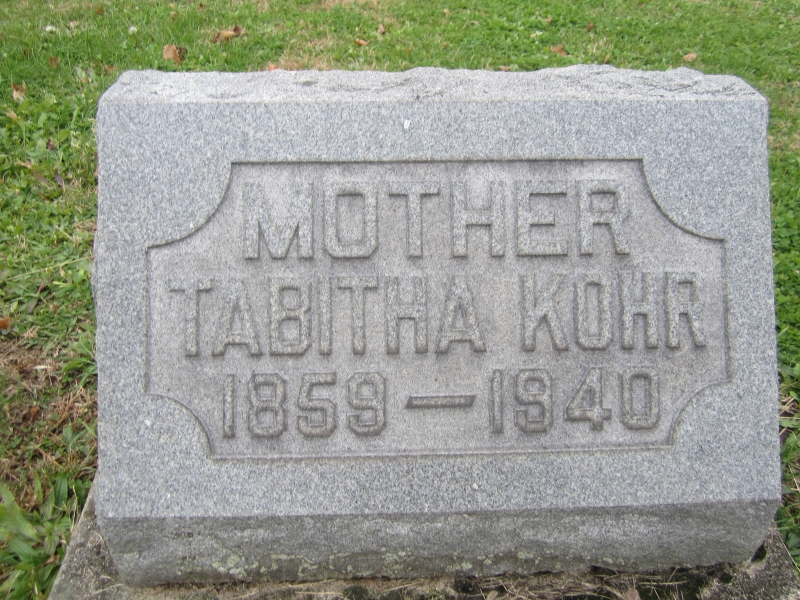 MOTHER
TABITHA KOHR
1859 — 1940